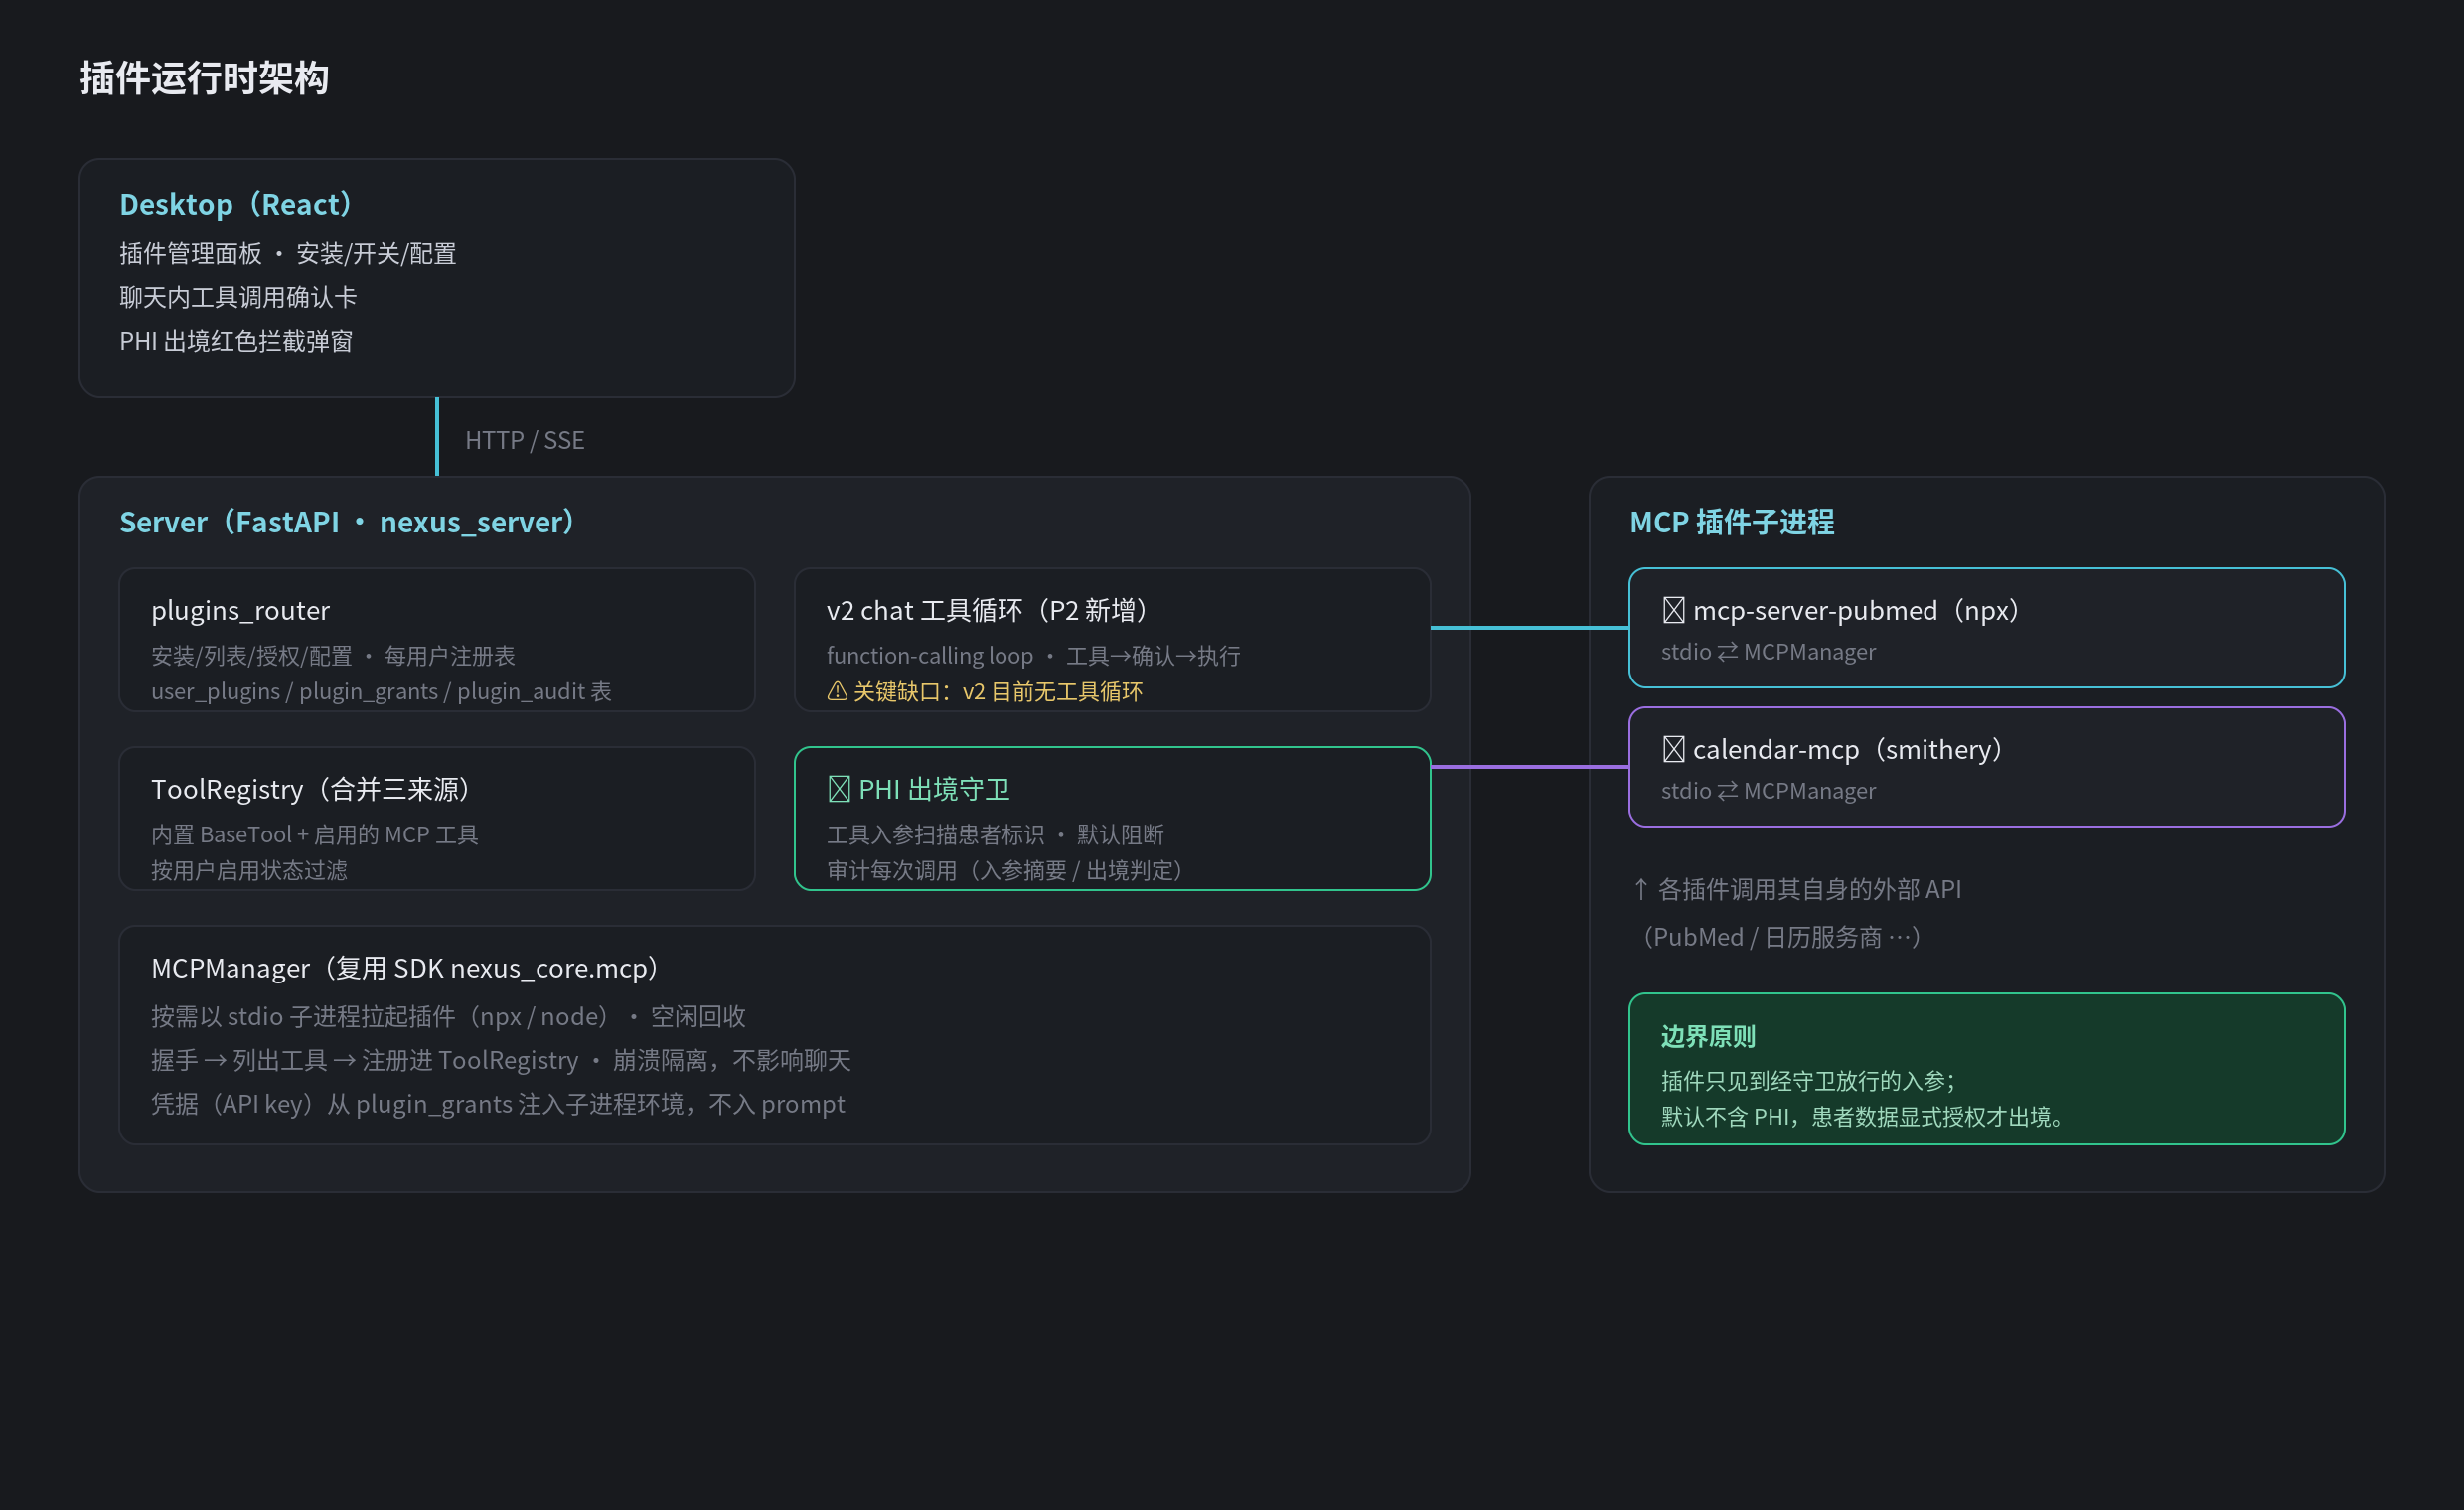 插件运行时架构
Desktop（React）
插件管理面板 · 安装/开关/配置
聊天内工具调用确认卡
PHI 出境红色拦截弹窗
HTTP / SSE
Server（FastAPI · nexus_server）
plugins_router
安装/列表/授权/配置 · 每用户注册表
user_plugins / plugin_grants / plugin_audit 表
v2 chat 工具循环（P2 新增）
function-calling loop · 工具→确认→执行
⚠ 关键缺口：v2 目前无工具循环
ToolRegistry（合并三来源）
内置 BaseTool + 启用的 MCP 工具
按用户启用状态过滤
PHI 出境守卫
工具入参扫描患者标识 · 默认阻断
审计每次调用（入参摘要 / 出境判定）
MCPManager（复用 SDK nexus_core.mcp）
按需以 stdio 子进程拉起插件（npx / node） · 空闲回收
握手 → 列出工具 → 注册进 ToolRegistry · 崩溃隔离，不影响聊天
凭据（API key）从 plugin_grants 注入子进程环境，不入 prompt
MCP 插件子进程
mcp-server-pubmed（npx）
stdio ⇄ MCPManager
calendar-mcp（smithery）
stdio ⇄ MCPManager
↑ 各插件调用其自身的外部 API
（PubMed / 日历服务商 …）
边界原则
插件只见到经守卫放行的入参；
默认不含 PHI，患者数据显式授权才出境。